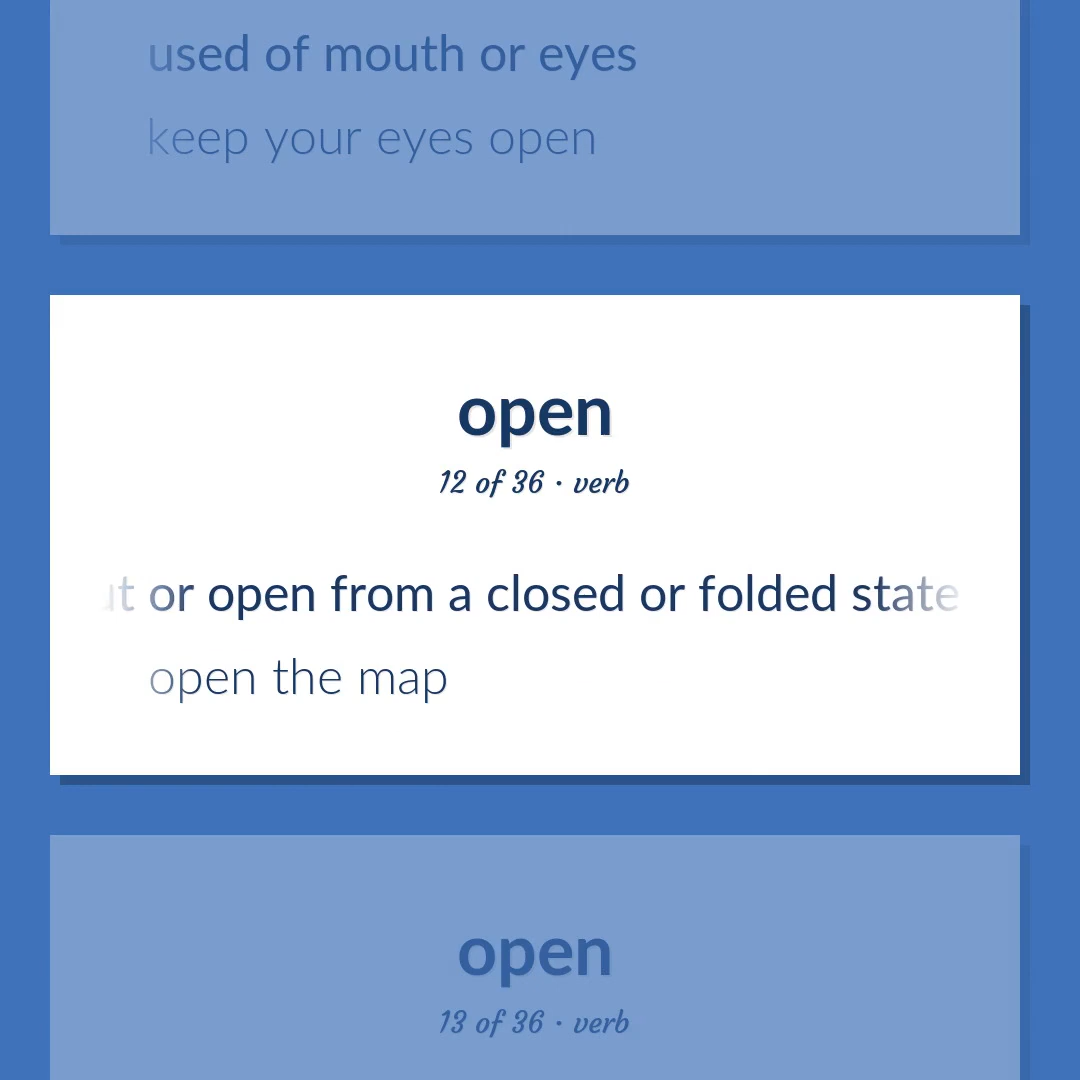 used of mouth or eyes
keep your eyes open
open
12 of 36 · verb
or open from a closed or folded state
open the map
open
13 of 36 · verb